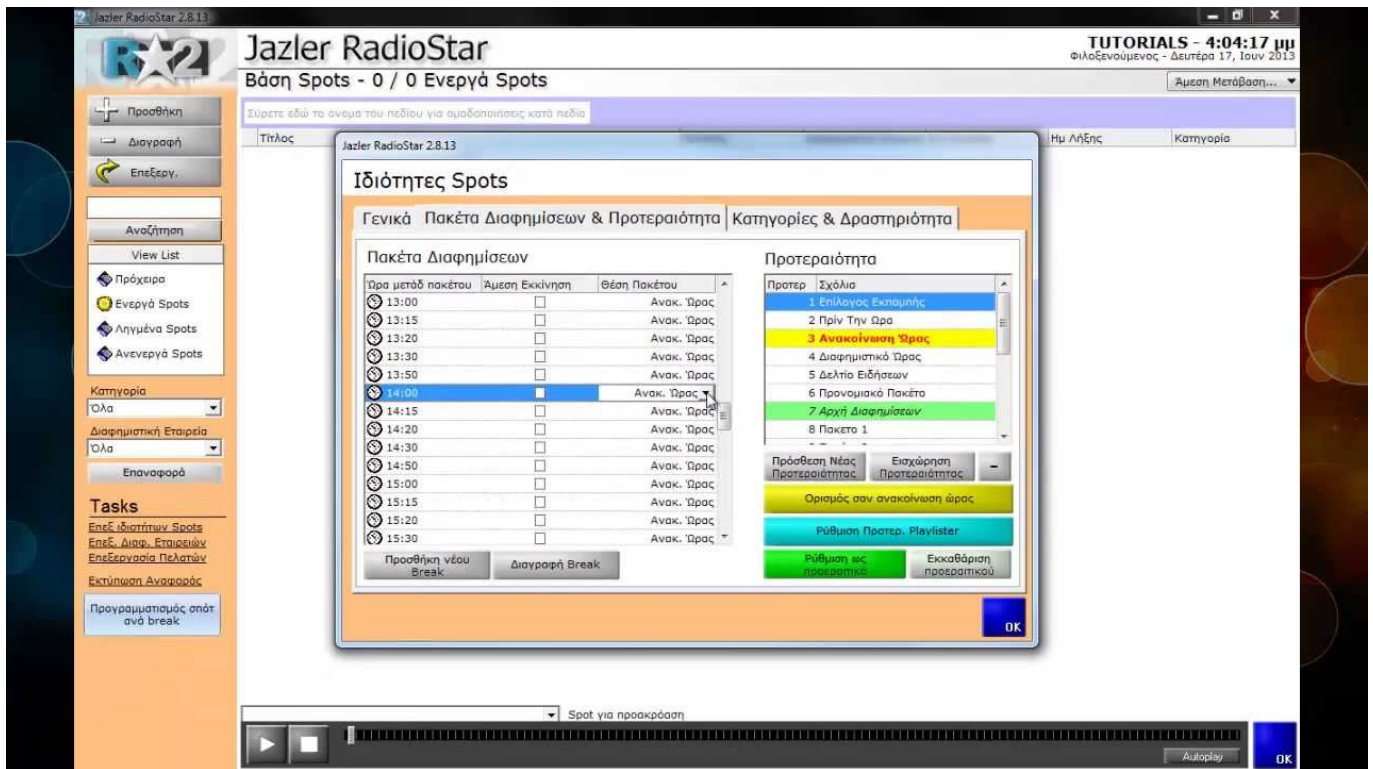 Jazler RadioStar 2.8.13
R 2
Jazler RadioStar
TUTORIALS - 4:04:17 μμ
Φιλοξενούμενος - Δευτέρα 17, Ιουν 2013
Βάση Spots - 0 / 0 Ενεργά Spots
Άμεση Μετάβαση...
Προσθήκη
Διαγραφή
Επεξεργ.
Αναζήτηση
View List
Πρόχειρα
Ενεργά Spots
Ληγμένα Spots
Ανενεργά Spots
Κατηγορία
Όλα
Διαφημιστική Εταιρεία
Όλα
Επαναφορά
Tasks
Επεξ ιδιοτήτων Spots
Επεξ. Διαφ. Εταιρειών
Επεξεργασία Πελατών
Εκτύπωση Αναφοράς
Προγραμματισμός σπότ
ανά break
Σύρετε εδώ το όνομα του πεδίου για ομαδοποιήσεις κατά πεδίο
Τίτλος
Ημ Λήξης
Κατηγορία
Jazler RadioStar 2.8.13
Ιδιότητες Spots
Γενικά Πακέτα Διαφημίσεων & Προτεραιότητα Κατηγορίες & Δραστηριότητα
Πακέτα Διαφημίσεων
Ώρα μετάδ πακέτου Άμεση Εκκίνηση Θέση Πακέτου
13:00 Ανακ. Ώρας
13:15 Ανακ. Ώρας
13:20 Ανακ. Ώρας
13:30 Ανακ. Ώρας
13:50 Ανακ. Ώρας
14:00 Ανακ. Ώρας
14:15 Ανακ. Ώρας
14:20 Ανακ. Ώρας
14:30 Ανακ. Ώρας
14:50 Ανακ. Ώρας
15:00 Ανακ. Ώρας
15:15 Ανακ. Ώρας
15:20 Ανακ. Ώρας
15:30 Ανακ. Ώρας
Προσθήκη νέου
Break
Διαγραφή Break
Προτεραιότητα
Προτερ Σχόλια
1 Επίλογος Εκπομπής
2 Πρίν Την Ωρα
3 Ανακοίνωση Ώρας
4 Διαφημιστικό Ώρας
5 Δελτίο Ειδήσεων
6 Προνομιακό Πακέτο
7 Αρχή Διαφημίσεων
8 Πακετο 1
Πρόσθεση Νέας
Προτεραιότητας
Εισχώρηση
Προτεραιότητας
-
Ορισμός σαν ανακοίνωση ώρας
Ρύθμιση Προτερ. Playlister
Ρύθμιση ως
προεραιτικό
Εκκαθάριση
προεραιτικού
OK
Spot για προακρόαση
Autoplay
OK